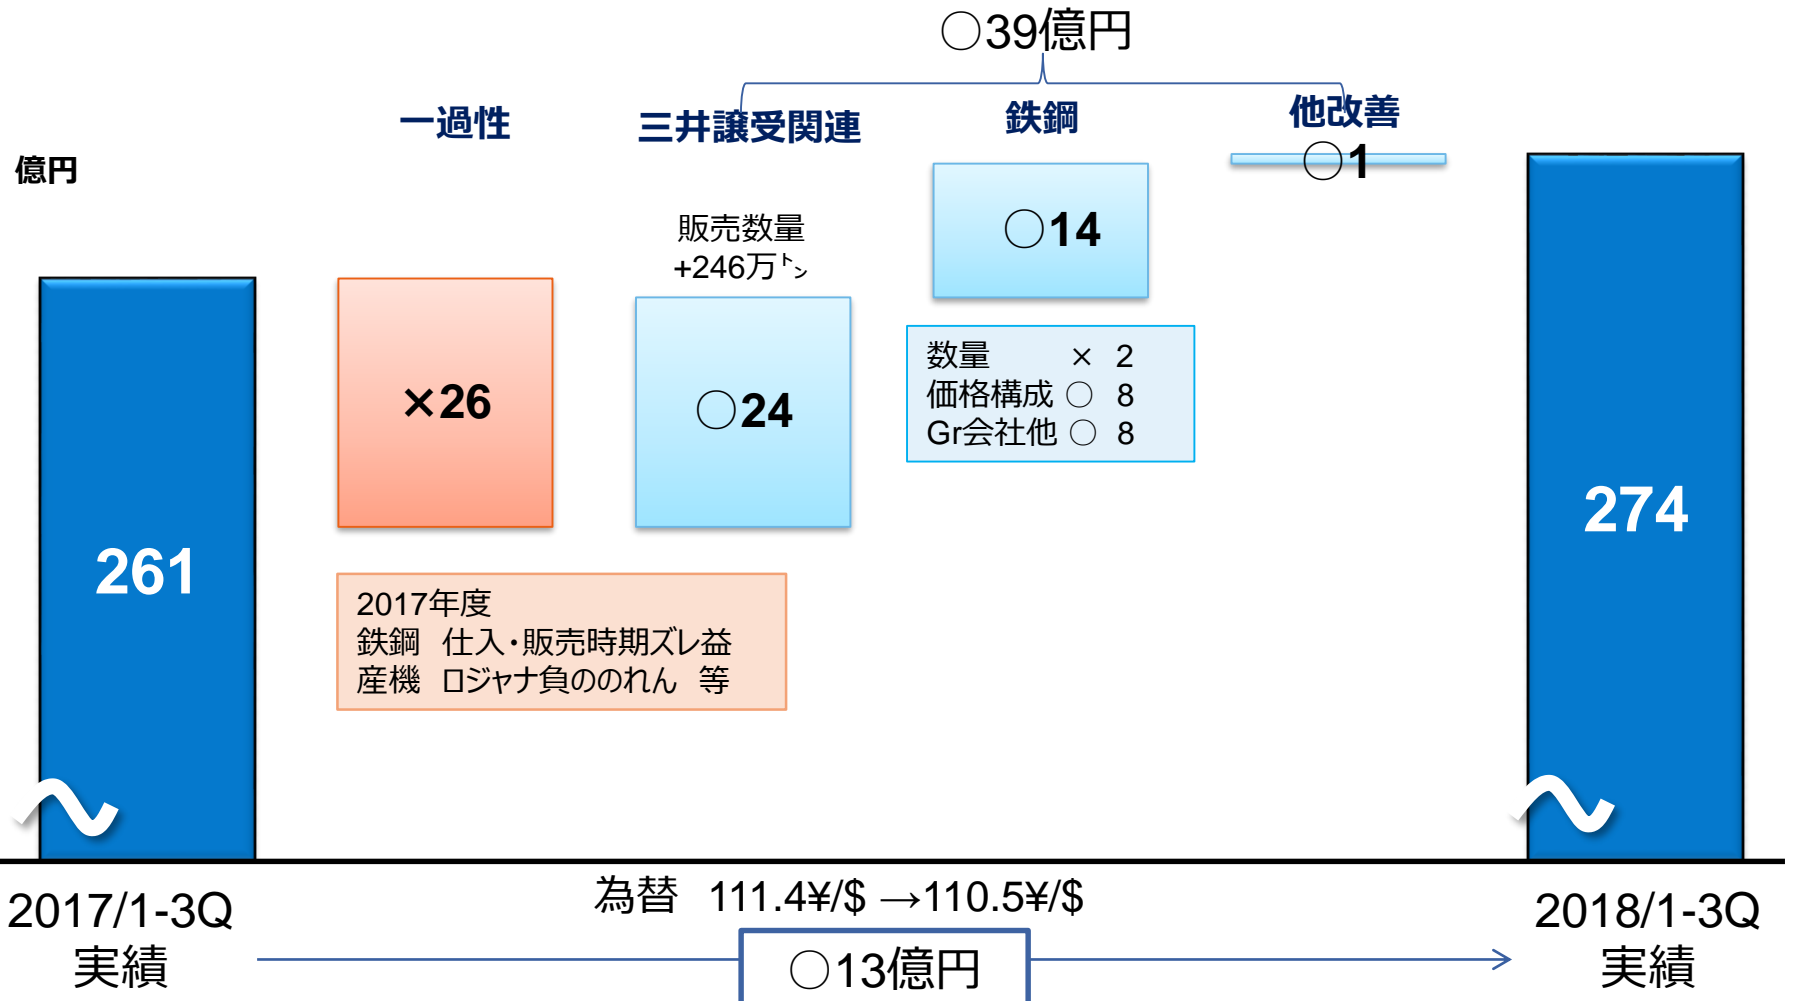 ○39億円
一過性
三井譲受関連
鉄鋼
他改善
億円
○1
販売数量
+246万㌧
○14
×26
○24
数量 × 2
価格構成 ○ 8
Gr会社他 ○ 8
261
274
2017年度
鉄鋼 仕入・販売時期ズレ益
産機 ロジャナ負ののれん 等
為替 111.4¥/$ →110.5¥/$
2017/1-3Q
実績
○13億円
2018/1-3Q
実績